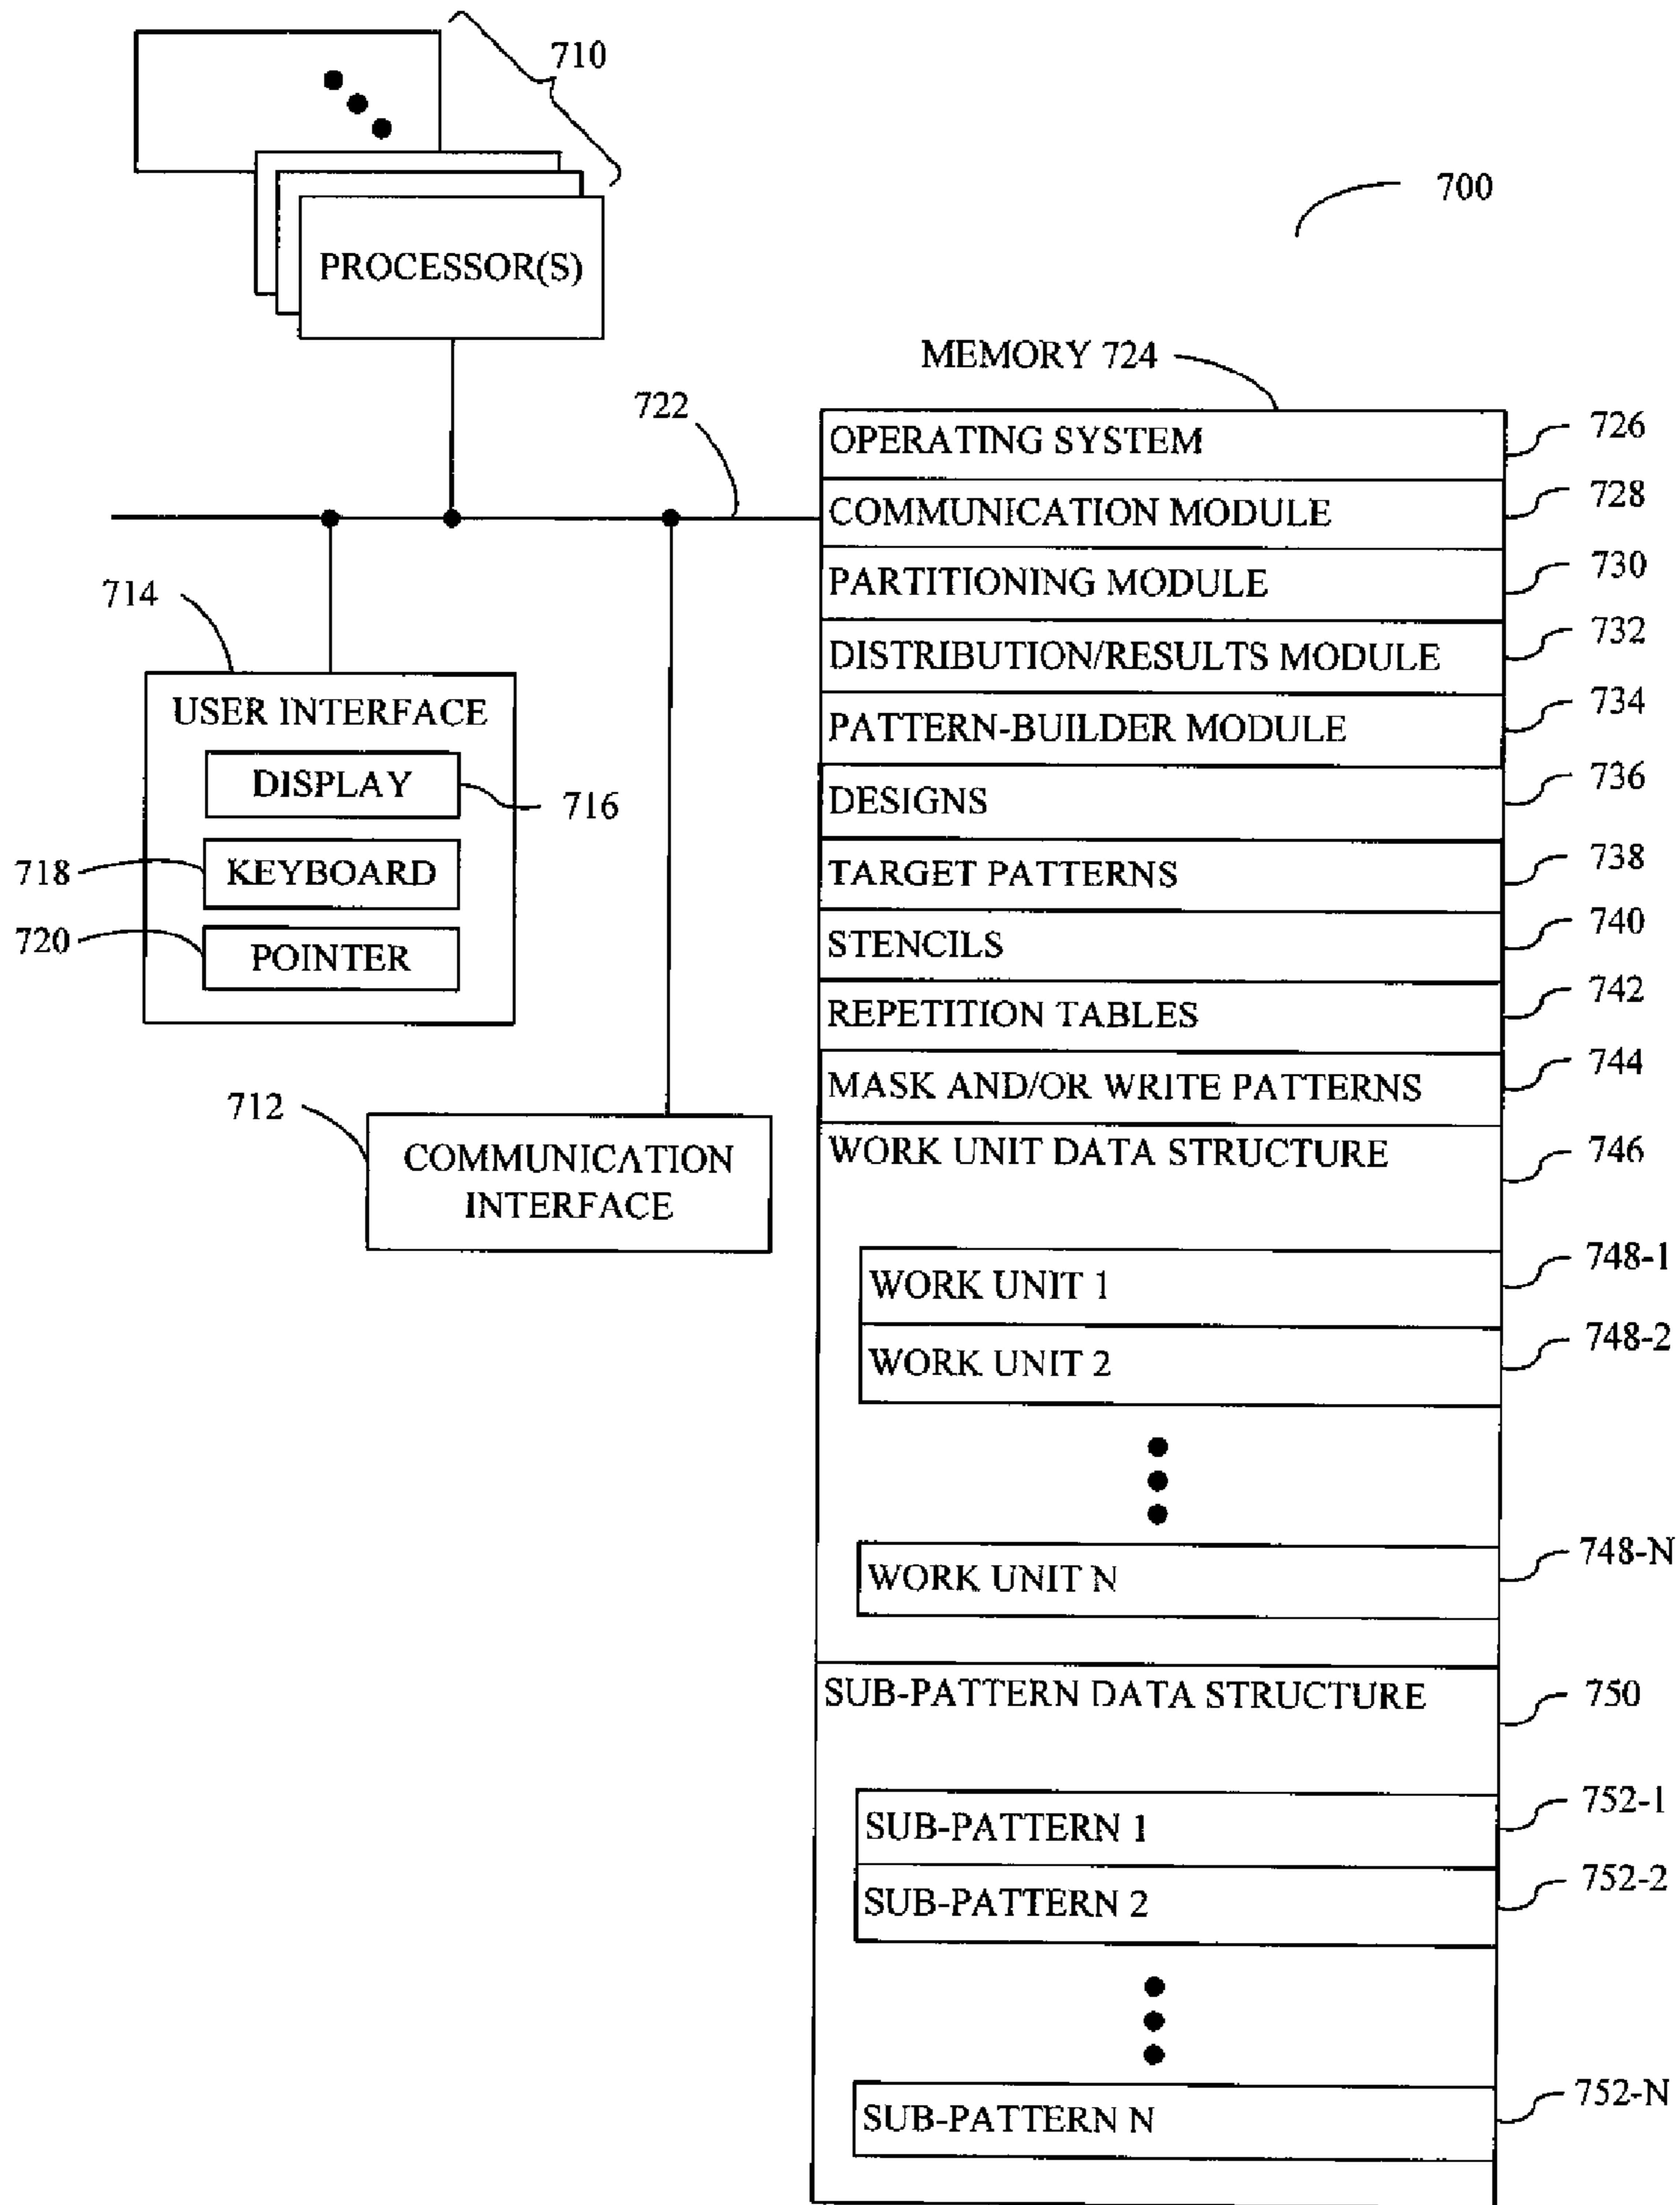 710
700
PROCESSOR(S)
MEMORY 724
722
OPERATING SYSTEM
726
COMMUNICATION MODULE
728
PARTITIONING MODULE
730
DISTRIBUTION/RESULTS MODULE
732
PATTERN-BUILDER MODULE
734
DESIGNS
736
TARGET PATTERNS
738
STENCILS
740
REPETITION TABLES
742
MASK AND/OR WRITE PATTERNS
744
WORK UNIT DATA STRUCTURE
746
WORK UNIT 1
748-1
WORK UNIT 2
748-2
WORK UNIT N
748-N
SUB-PATTERN DATA STRUCTURE
750
SUB-PATTERN 1
752-1
SUB-PATTERN 2
752-2
SUB-PATTERN N
752-N
714
USER INTERFACE
DISPLAY
716
718
KEYBOARD
720
POINTER
712
COMMUNICATION
INTERFACE